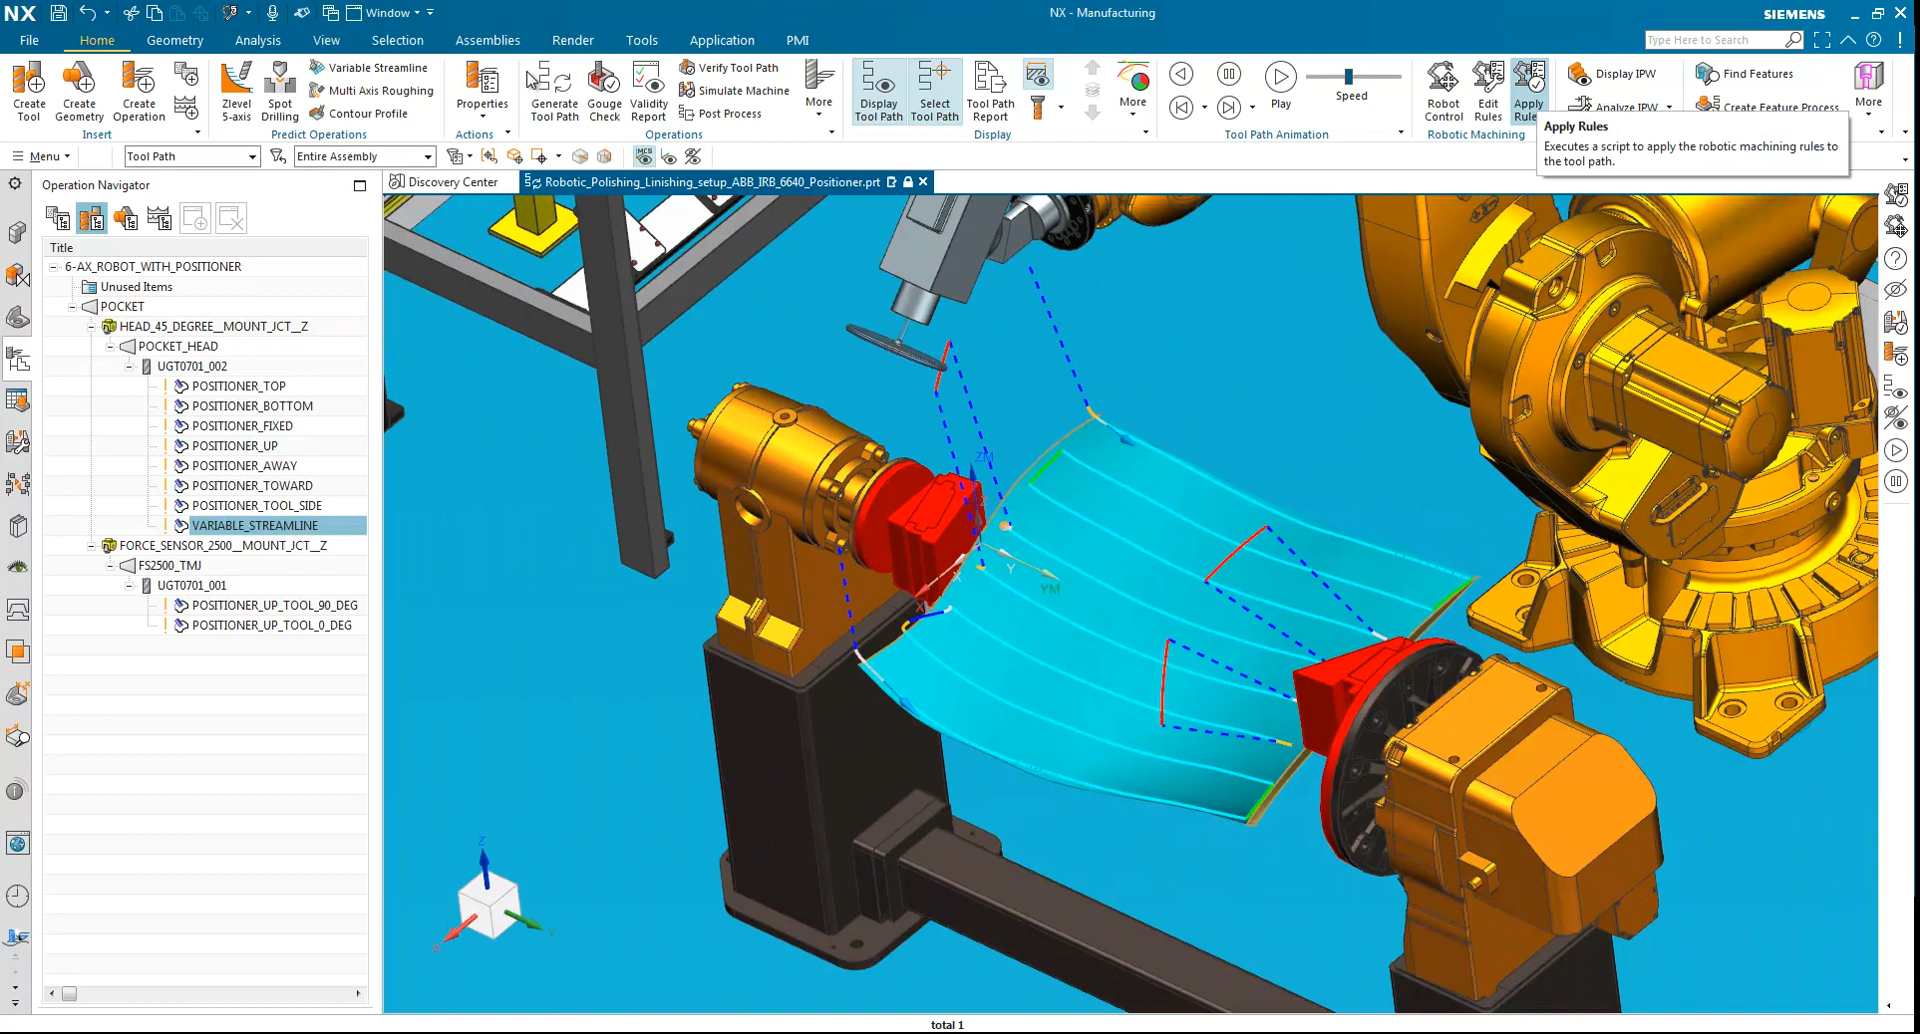 NX
Window
NX - Manufacturing
SIEMENS
File
Home
Geometry
Analysis
View
Selection
Assemblies
Render
Tools
Application
PMI
Type Here to Search
Create Tool
Create Geometry
Create Operation
Insert
Zlevel 5-axis
Spot Drilling
Variable Streamline
Multi Axis Roughing
Contour Profile
Predict Operations
Properties
Actions
Generate Tool Path
Gouge Check
Validity Report
Verify Tool Path
Simulate Machine
Post Process
More
Operations
Display Tool Path
Select Tool Path
Tool Path Report
More
Display
Play
Speed
Tool Path Animation
Robot Control
Edit Rules
Apply Rule
Robotic Machining
Display IPW
Analyze IPW
Find Features
Create Feature Process
More
Apply Rules
Executes a script to apply the robotic machining rules to
the tool path.
Menu
Tool Path
Entire Assembly
MCS
Operation Navigator
Discovery Center
Robotic_Polishing_Linishing_setup_ABB_IRB_6640_Positioner.prt
Title
6-AX_ROBOT_WITH_POSITIONER
Unused Items
POCKET
HEAD_45_DEGREE__MOUNT_JCT__Z
POCKET_HEAD
UGT0701_002
POSITIONER_TOP
POSITIONER_BOTTOM
POSITIONER_FIXED
POSITIONER_UP
POSITIONER_AWAY
POSITIONER_TOWARD
POSITIONER_TOOL_SIDE
VARIABLE_STREAMLINE
FORCE_SENSOR_2500__MOUNT_JCT__Z
FS2500_TMJ
UGT0701_001
POSITIONER_UP_TOOL_90_DEG
POSITIONER_UP_TOOL_0_DEG
ZM
Y
YM
X
Z
X
Y
total 1